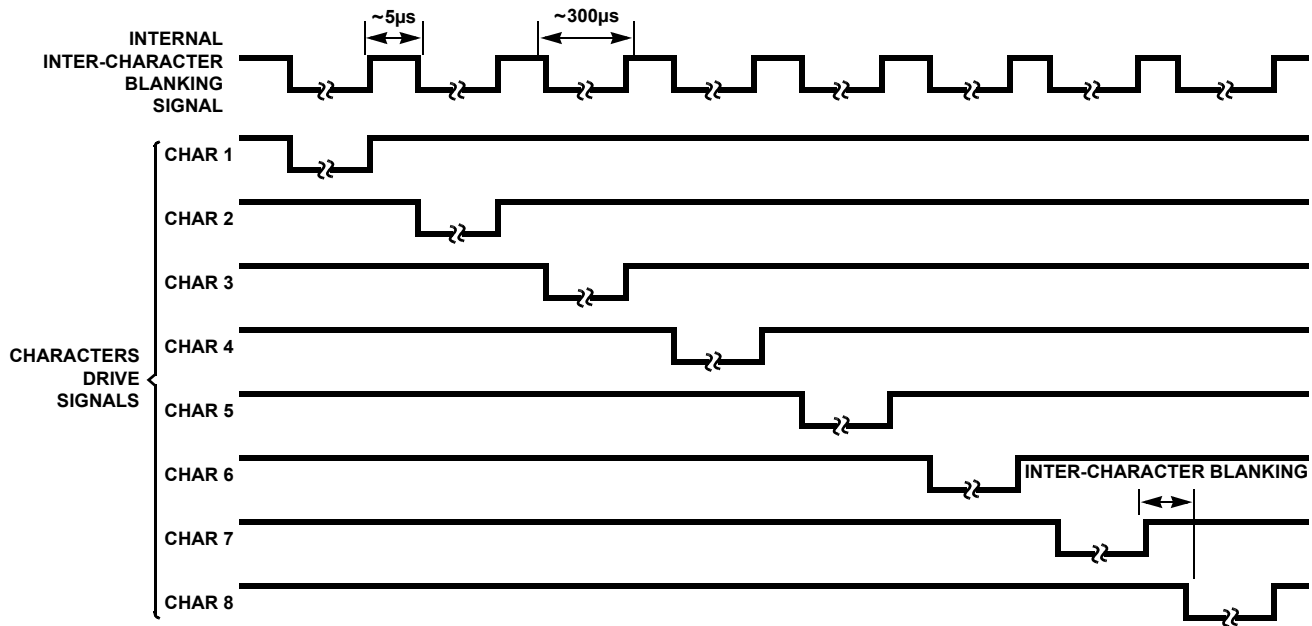 ~5µs
~300µs
INTERNAL
INTER-CHARACTER
BLANKING
SIGNAL
CHAR 1
CHAR 2
CHAR 3
CHAR 4
CHARACTERS
DRIVE
SIGNALS
CHAR 5
CHAR 6
INTER-CHARACTER BLANKING
CHAR 7
CHAR 8